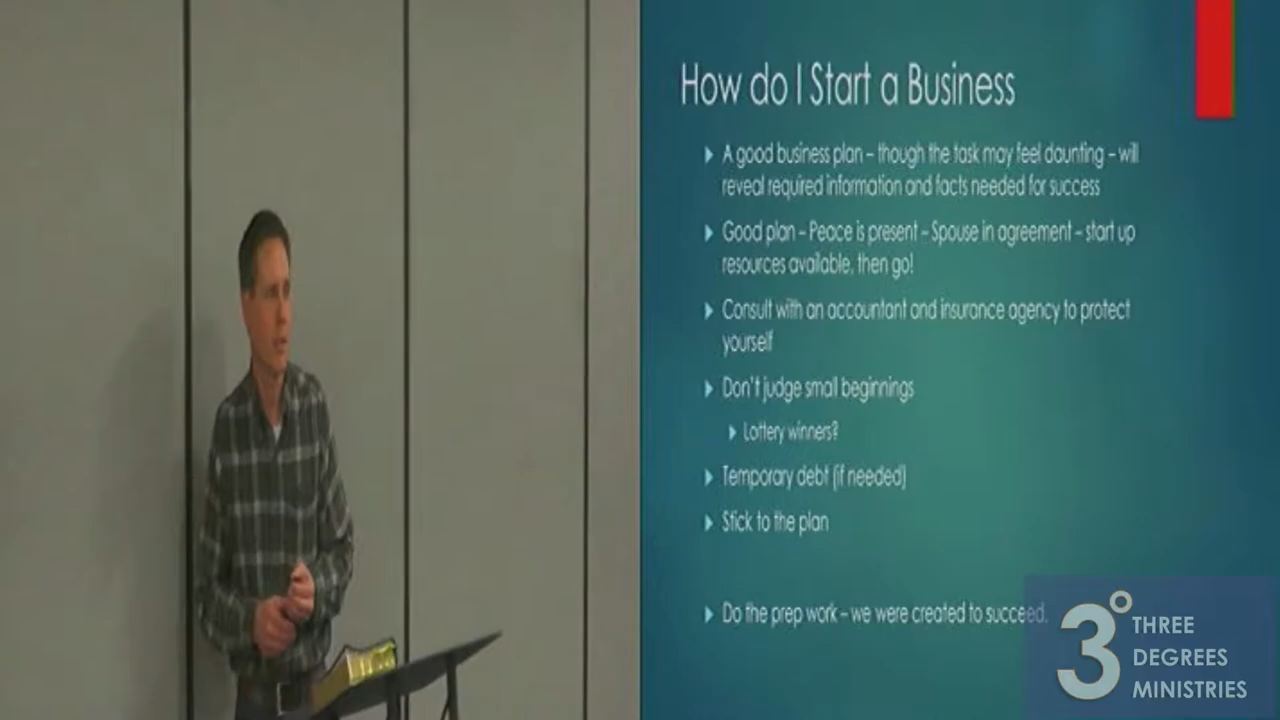 How do I Start a Business
A good business plan – though the task may feel daunting – will
reveal required information and facts needed for success
Good plan – Peace is present – Spouse in agreement – start up
resources available, then go!
Consult with an accountant and insurance agency to protect
yourself
Don't judge small beginnings
Lottery winners?
Temporary debt (if needed)
Stick to the plan
Do the prep work – we were created to succeed.
3°
THREE
DEGREES
MINISTRIES